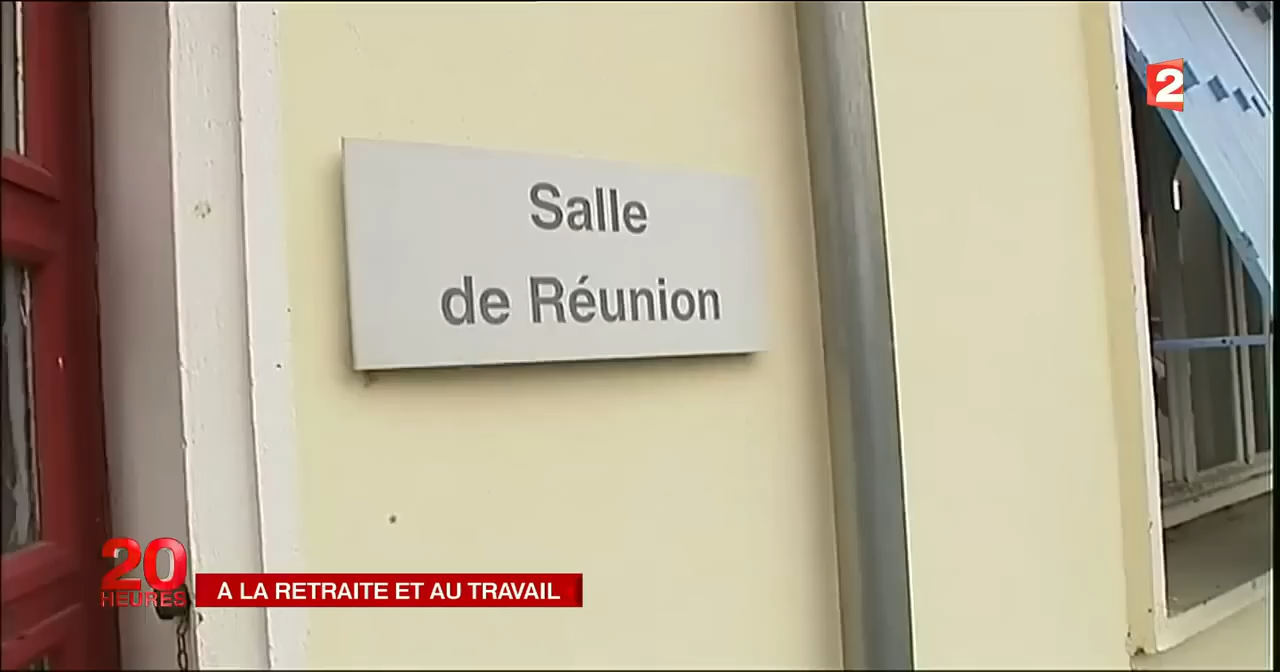 2
Salle
de Réunion
20
HEURES
A LA RETRAITE ET AU TRAVAIL